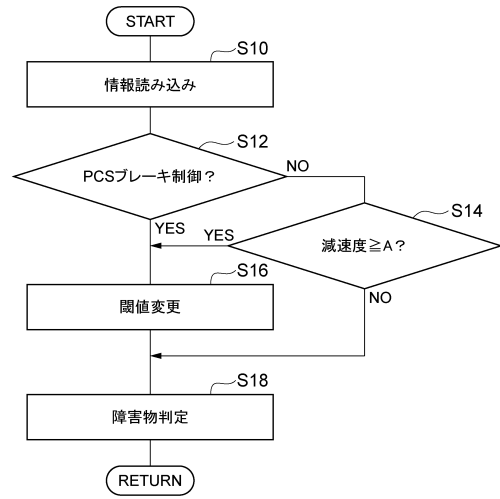 START
S10
情報読み込み
S12
PCSブレーキ制御？
NO
S14
YES
YES
減速度≧A？
S16
NO
閾値変更
S18
障害物判定
RETURN